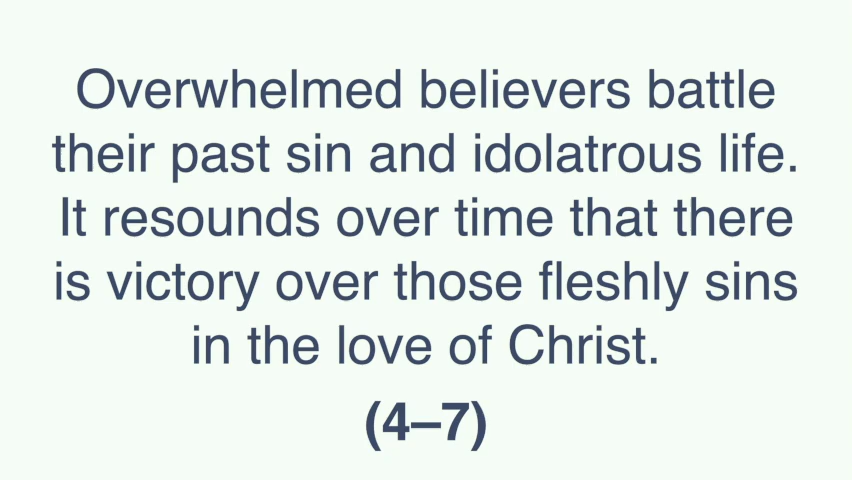 Overwhelmed believers battle
their past sin and idolatrous life.
It resounds over time that there
is victory over those fleshly sins
in the love of Christ.
(4–7)